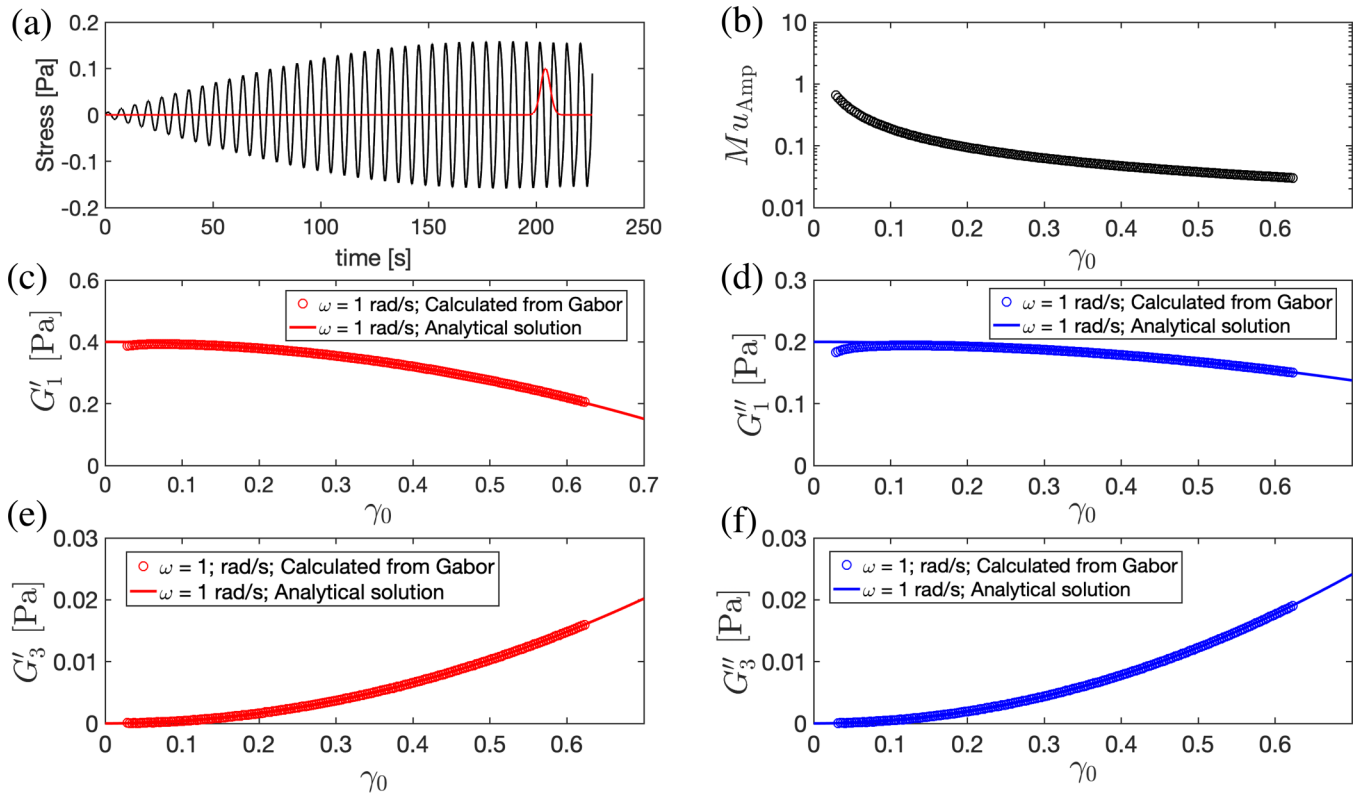 (a)
0.2
0.1
0
-0.1
-0.2
Stress [Pa]
0 50 100 150 200 250
time [s]
(b)
10
1
0.1
0.01
Mu_Amp
0 0.1 0.2 0.3 0.4 0.5 0.6
γ₀
(c)
0.6
0.4
0.2
0
G′₁ [Pa]
ω = 1 rad/s; Calculated from Gabor
ω = 1 rad/s; Analytical solution
0 0.1 0.2 0.3 0.4 0.5 0.6 0.7
γ₀
(d)
0.3
0.2
0.1
0
G″₁ [Pa]
ω = 1 rad/s; Calculated from Gabor
ω = 1 rad/s; Analytical solution
0 0.1 0.2 0.3 0.4 0.5 0.6
γ₀
(e)
0.03
0.02
0.01
0
G′₃ [Pa]
ω = 1; rad/s; Calculated from Gabor
ω = 1 rad/s; Analytical solution
0 0.1 0.2 0.3 0.4 0.5 0.6
γ₀
(f)
0.03
0.02
0.01
0
G″₃ [Pa]
ω = 1 rad/s; Calculated from Gabor
ω = 1 rad/s; Analytical solution
0 0.1 0.2 0.3 0.4 0.5 0.6
γ₀